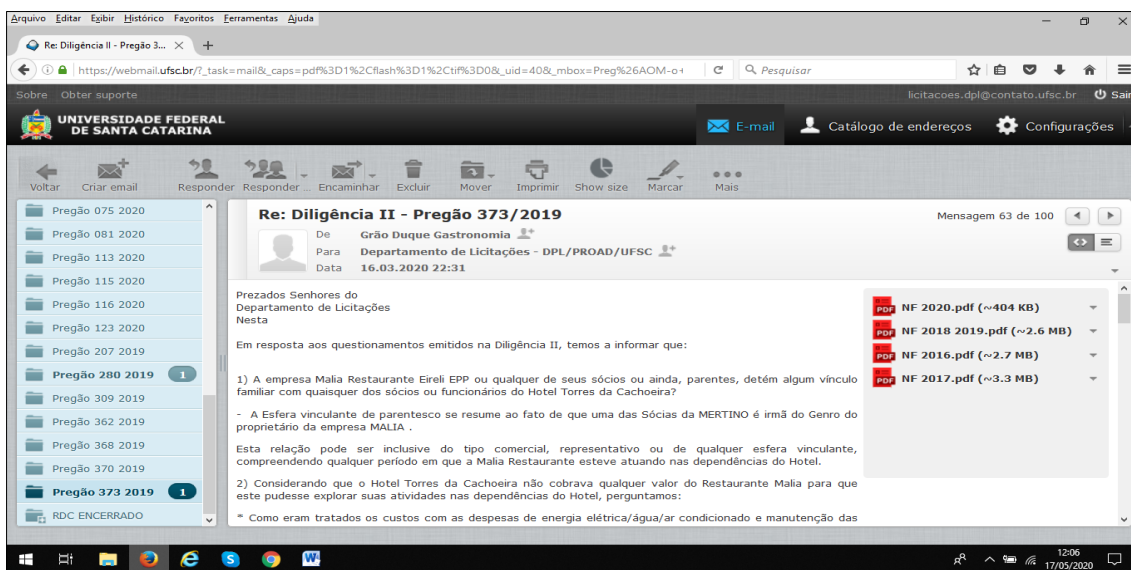 Arquivo Editar Exibir Histórico Favoritos Ferramentas Ajuda
Re: Diligência II - Pregão 3...
https://webmail.ufsc.br/?_task=mail&_caps=pdf%3D1%2Cflash%3D1%2Ctif%3D0&_uid=40&_mbox=Preg%26AOM-o+
Pesquisar
Sobre Obter suporte
licitacoes.dpl@contato.ufsc.br Sair
UNIVERSIDADE FEDERAL
DE SANTA CATARINA
E-mail Catálogo de endereços Configurações
Voltar Criar email Responder Responder ... Encaminhar Excluir Mover Imprimir Show size Marcar Mais
Pregão 075 2020
Pregão 081 2020
Pregão 113 2020
Pregão 115 2020
Pregão 116 2020
Pregão 123 2020
Pregão 207 2019
Pregão 280 2019 1
Pregão 309 2019
Pregão 362 2019
Pregão 368 2019
Pregão 370 2019
Pregão 373 2019 1
RDC ENCERRADO
Re: Diligência II - Pregão 373/2019
Mensagem 63 de 100
De Grão Duque Gastronomia
Para Departamento de Licitações - DPL/PROAD/UFSC
Data 16.03.2020 22:31
Prezados Senhores do
Departamento de Licitações
Nesta
Em resposta aos questionamentos emitidos na Diligência II, temos a informar que:
1) A empresa Malia Restaurante Eireli EPP ou qualquer de seus sócios ou ainda, parentes, detém algum vínculo
familiar com quaisquer dos sócios ou funcionários do Hotel Torres da Cachoeira?
- A Esfera vinculante de parentesco se resume ao fato de que uma das Sócias da MERTINO é irmã do Genro do
proprietário da empresa MALIA .
Esta relação pode ser inclusive do tipo comercial, representativo ou de qualquer esfera vinculante,
compreendendo qualquer período em que a Malia Restaurante esteve atuando nas dependências do Hotel.
2) Considerando que o Hotel Torres da Cachoeira não cobrava qualquer valor do Restaurante Malia para que
este pudesse explorar suas atividades nas dependências do Hotel, perguntamos:
* Como eram tratados os custos com as despesas de energia elétrica/água/ar condicionado e manutenção das
NF 2020.pdf (~404 KB)
NF 2018 2019.pdf (~2.6 MB)
NF 2016.pdf (~2.7 MB)
NF 2017.pdf (~3.3 MB)
12:06
17/05/2020